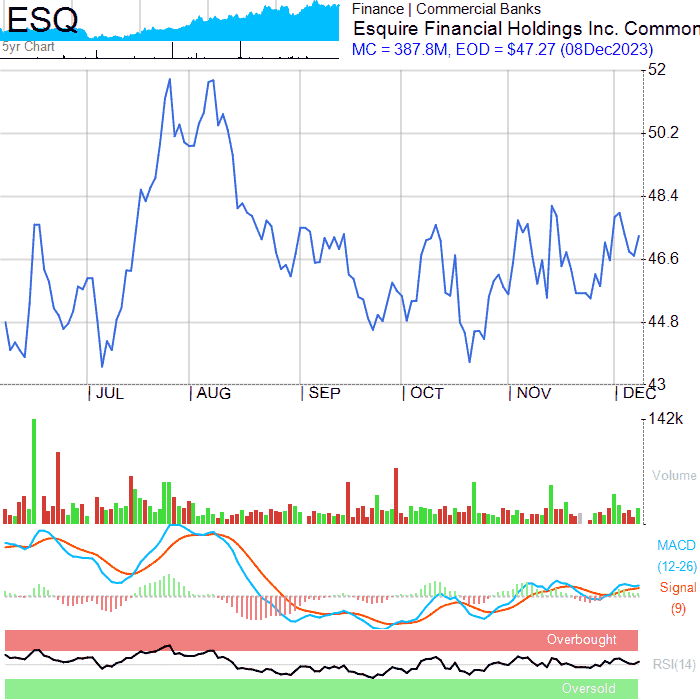 ESQ
5yr Chart
Finance | Commercial Banks
Esquire Financial Holdings Inc. Common
MC = 387.8M, EOD = $47.27 (08Dec2023)
52
50.2
48.4
46.6
44.8
43
JUL AUG SEP OCT NOV DEC
142k
Volume
MACD
(12-26)
Signal
(9)
Overbought
RSI(14)
Oversold